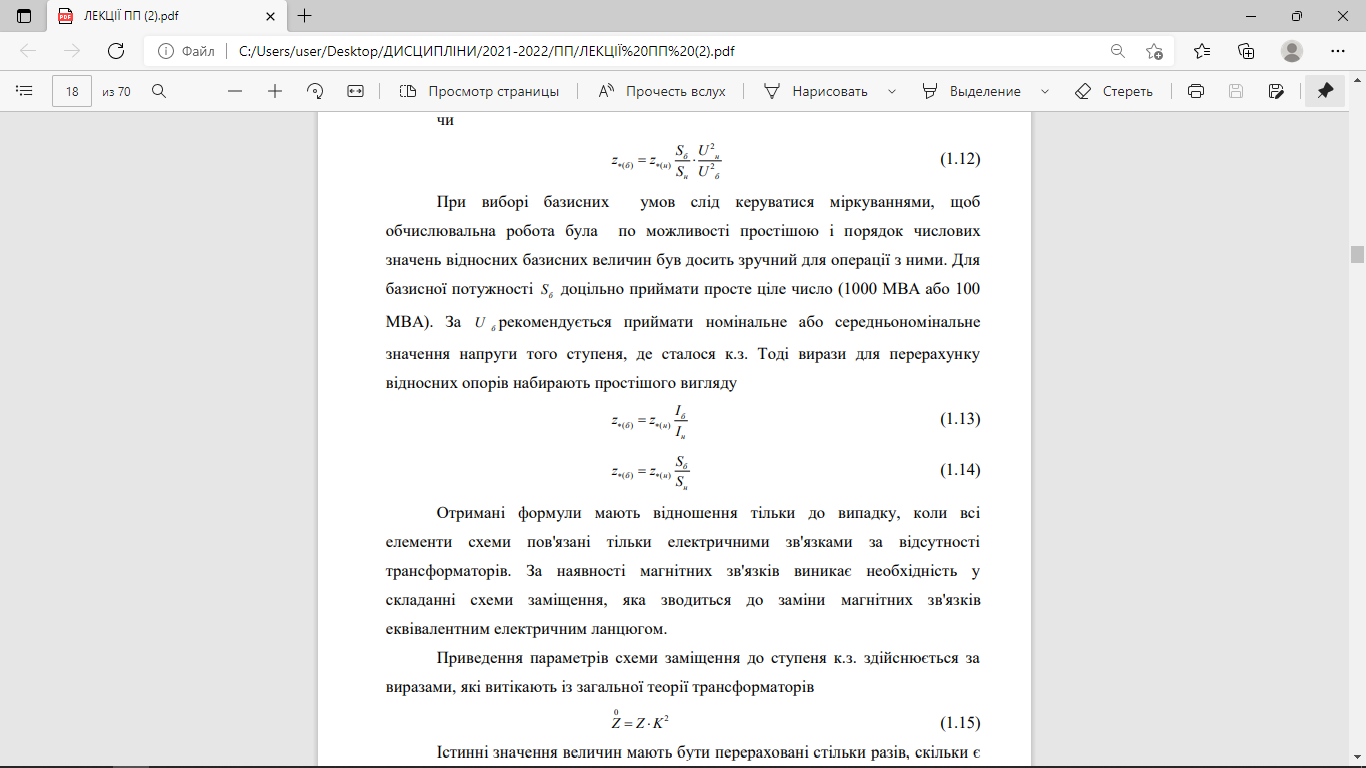 ЛЕКЦІЇ ПП (2).pdf
Файл C:/Users/user/Desktop/ДИСЦИПЛІНИ/2021-2022/ПП/ЛЕКЦІЇ%20ПП%20(2).pdf
18 из 70 Просмотр страницы Прочесть вслух Нарисовать Выделение Стереть
чи
z*(б) = z*(н) Sб/Sн · U²н/U²б (1.12)
При виборі базисних умов слід керуватися міркуваннями, щоб
обчислювальна робота була по можливості простішою і порядок числових
значень відносних базисних величин був досить зручний для операції з ними. Для
базисної потужності Sб доцільно приймати просте ціле число (1000 МВА або 100
МВА). За U б рекомендується приймати номінальне або середньономінальне
значення напруги того ступеня, де сталося к.з. Тоді вирази для перерахунку
відносних опорів набирають простішого вигляду
z*(б) = z*(н) Iб/Iн (1.13)
z*(б) = z*(н) Sб/Sн (1.14)
Отримані формули мають відношення тільки до випадку, коли всі
елементи схеми пов'язані тільки електричними зв'язками за відсутності
трансформаторів. За наявності магнітних зв'язків виникає необхідність у
складанні схеми заміщення, яка зводиться до заміни магнітних зв'язків
еквівалентним електричним ланцюгом.
Приведення параметрів схеми заміщення до ступеня к.з. здійснюється за
виразами, які витікають із загальної теорії трансформаторів
0
Z = Z · K² (1.15)
Істинні значення величин мають бути перераховані стільки разів, скільки є